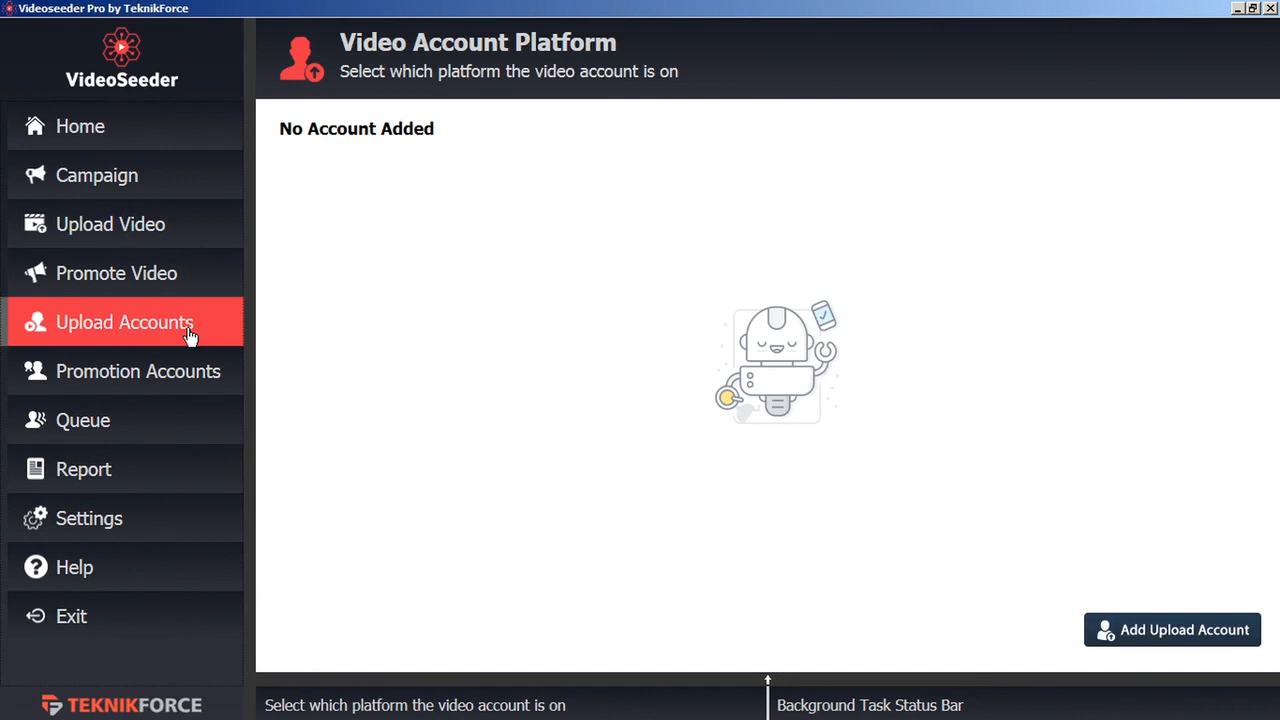 Videoseeder Pro by TeknikForce
VideoSeeder
Home
Campaign
Upload Video
Promote Video
Upload Accounts
Promotion Accounts
Queue
Report
Settings
Help
Exit
TEKNIKFORCE
Video Account Platform
Select which platform the video account is on
No Account Added
Add Upload Account
Select which platform the video account is on
Background Task Status Bar